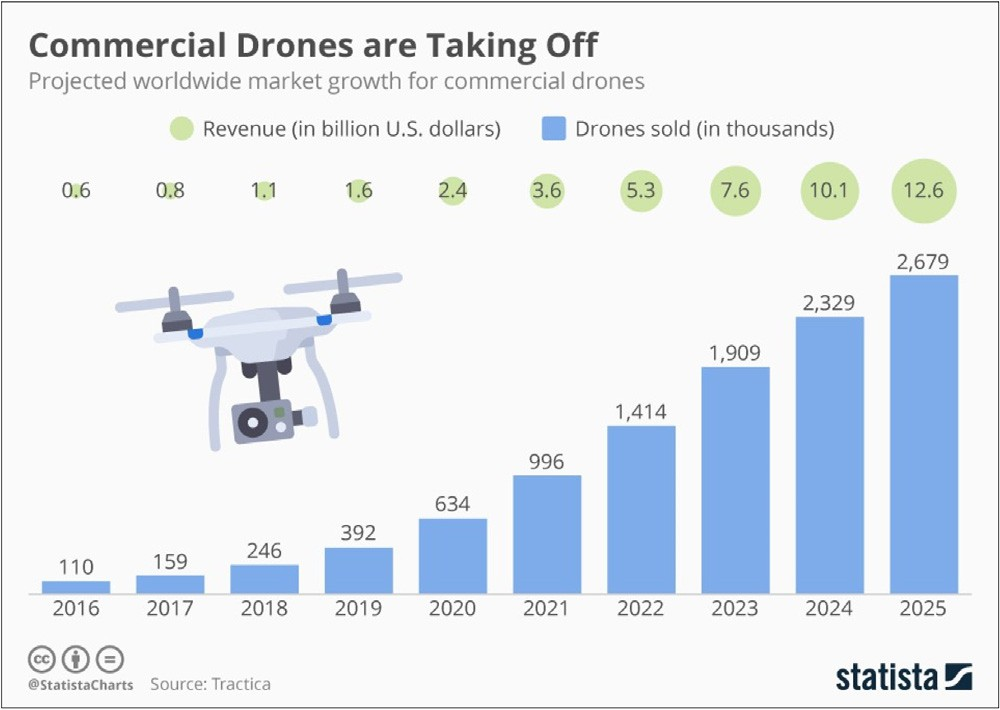 Commercial Drones are Taking Off
Projected worldwide market growth for commercial drones
Revenue (in billion U.S. dollars) Drones sold (in thousands)
0.6 0.8 1.1 1.6 2.4 3.6 5.3 7.6 10.1 12.6
110 159 246 392 634 996 1,414 1,909 2,329 2,679
2016 2017 2018 2019 2020 2021 2022 2023 2024 2025
cc
@StatistaCharts Source: Tractica
statista